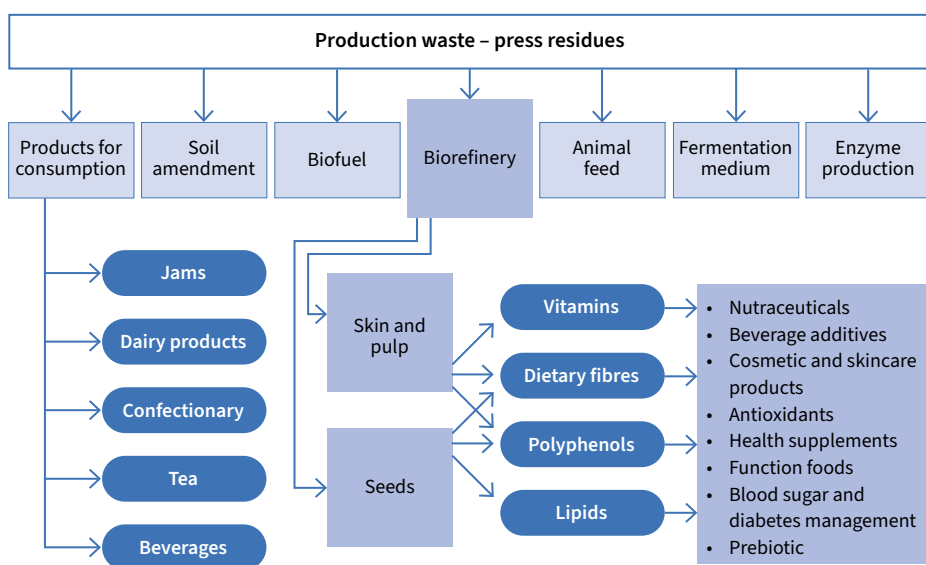 Production waste – press residues
Products for
consumption
Soil
amendment
Biofuel
Biorefinery
Animal
feed
Fermentation
medium
Enzyme
production
Jams
Dairy products
Confectionary
Tea
Beverages
Skin and
pulp
Seeds
Vitamins
Dietary fibres
Polyphenols
Lipids
• Nutraceuticals
• Beverage additives
• Cosmetic and skincare
products
• Antioxidants
• Health supplements
• Function foods
• Blood sugar and
diabetes management
• Prebiotic